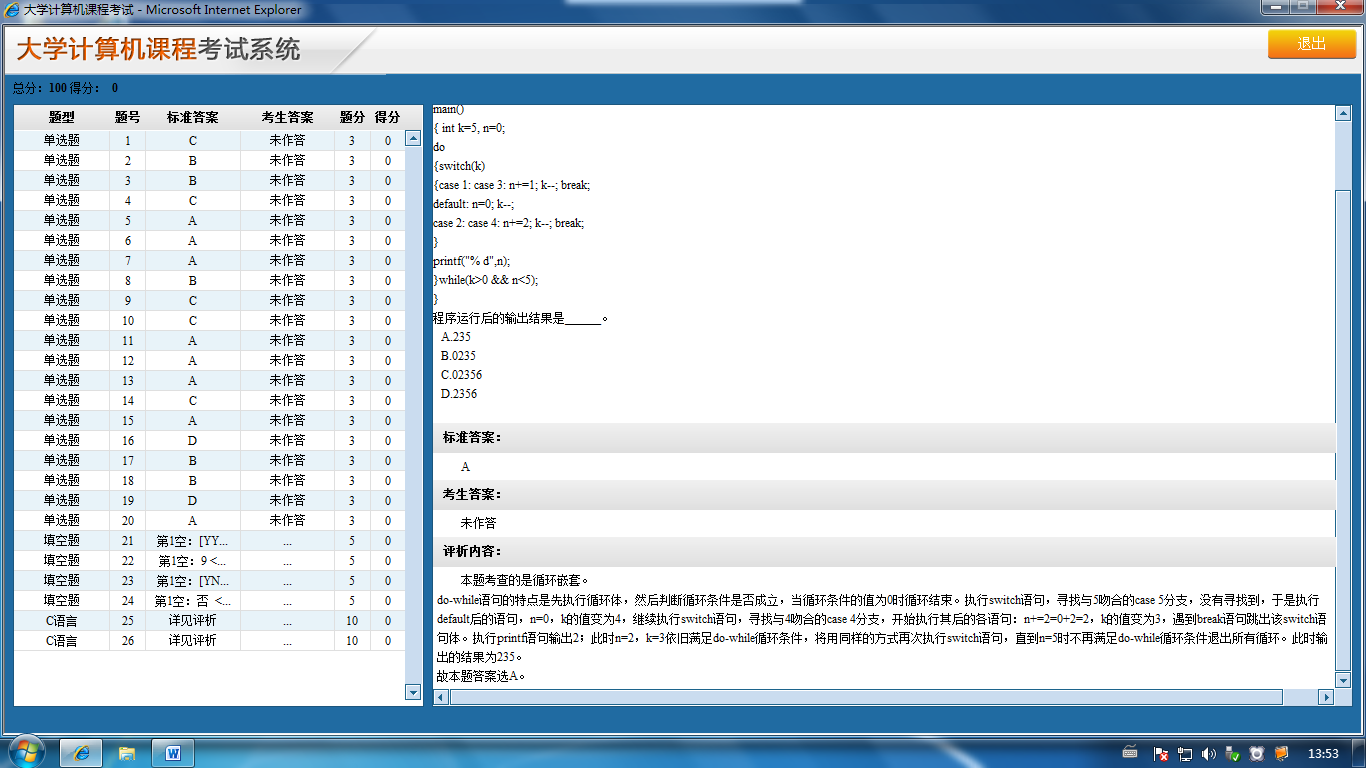 大学计算机课程考试 - Microsoft Internet Explorer
大学计算机课程考试系统
退出
总分：100 得分： 0
题型 题号 标准答案 考生答案 题分 得分
单选题 1 C 未作答 3 0
单选题 2 B 未作答 3 0
单选题 3 B 未作答 3 0
单选题 4 C 未作答 3 0
单选题 5 A 未作答 3 0
单选题 6 A 未作答 3 0
单选题 7 A 未作答 3 0
单选题 8 B 未作答 3 0
单选题 9 C 未作答 3 0
单选题 10 C 未作答 3 0
单选题 11 A 未作答 3 0
单选题 12 A 未作答 3 0
单选题 13 A 未作答 3 0
单选题 14 C 未作答 3 0
单选题 15 A 未作答 3 0
单选题 16 D 未作答 3 0
单选题 17 B 未作答 3 0
单选题 18 B 未作答 3 0
单选题 19 D 未作答 3 0
单选题 20 A 未作答 3 0
填空题 21 第1空：[YY... ... 5 0
填空题 22 第1空：9 <... ... 5 0
填空题 23 第1空：[YN... ... 5 0
填空题 24 第1空：否 <... ... 5 0
C语言 25 详见评析 ... 10 0
C语言 26 详见评析 ... 10 0
main()
{ int k=5, n=0;
do
{switch(k)
{case 1: case 3: n+=1; k--; break;
default: n=0; k--;
case 2: case 4: n+=2; k--; break;
}
printf("% d",n);
}while(k>0 && n<5);
}
程序运行后的输出结果是______。
A.235
B.0235
C.02356
D.2356
标准答案：
A
考生答案：
未作答
评析内容：
本题考查的是循环嵌套。
do-while语句的特点是先执行循环体，然后判断循环条件是否成立，当循环条件的值为0时循环结束。执行switch语句，寻找与5吻合的case 5分支，没有寻找到，于是执行
default后的语句，n=0，k的值变为4，继续执行switch语句，寻找与4吻合的case 4分支，开始执行其后的各语句：n+=2=0+2=2，k的值变为3，遇到break语句跳出该switch语
句体。执行printf语句输出2；此时n=2，k=3依旧满足do-while循环条件，将用同样的方式再次执行switch语句，直到n=5时不再满足do-while循环条件退出所有循环。此时输
出的结果为235。
故本题答案选A。
13:53